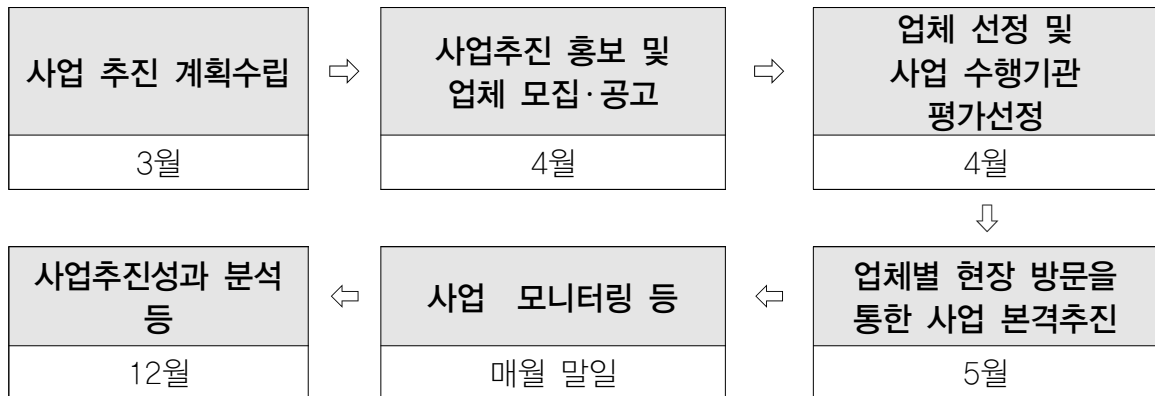 사업 추진 계획수립
3월
⇨
사업추진 홍보 및
업체 모집·공고
4월
⇨
업체 선정 및
사업 수행기관
평가선정
4월
⇩
업체별 현장 방문을
통한 사업 본격추진
5월
⇦
사업 모니터링 등
매월 말일
⇦
사업추진성과 분석
등
12월